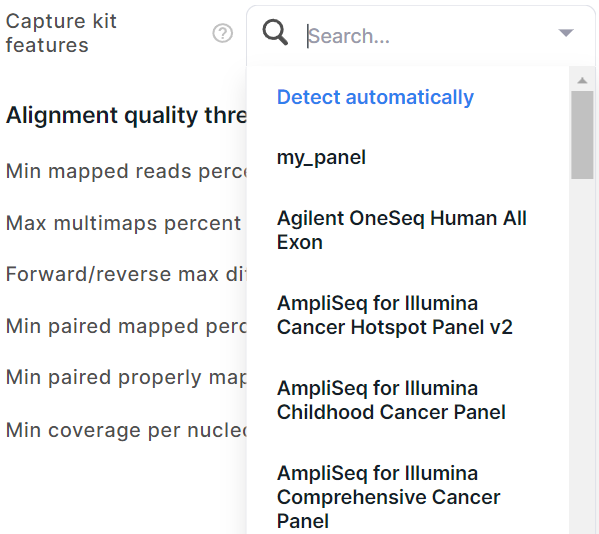 Capture kit
features
Search...
Detect automatically
my_panel
Agilent OneSeq Human All
Exon
AmpliSeq for Illumina
Cancer Hotspot Panel v2
AmpliSeq for Illumina
Childhood Cancer Panel
AmpliSeq for Illumina
Comprehensive Cancer
Panel
Alignment quality thre
Min mapped reads perc
Max multimaps percent
Forward/reverse max di
Min paired mapped perc
Min paired properly map
Min coverage per nucle